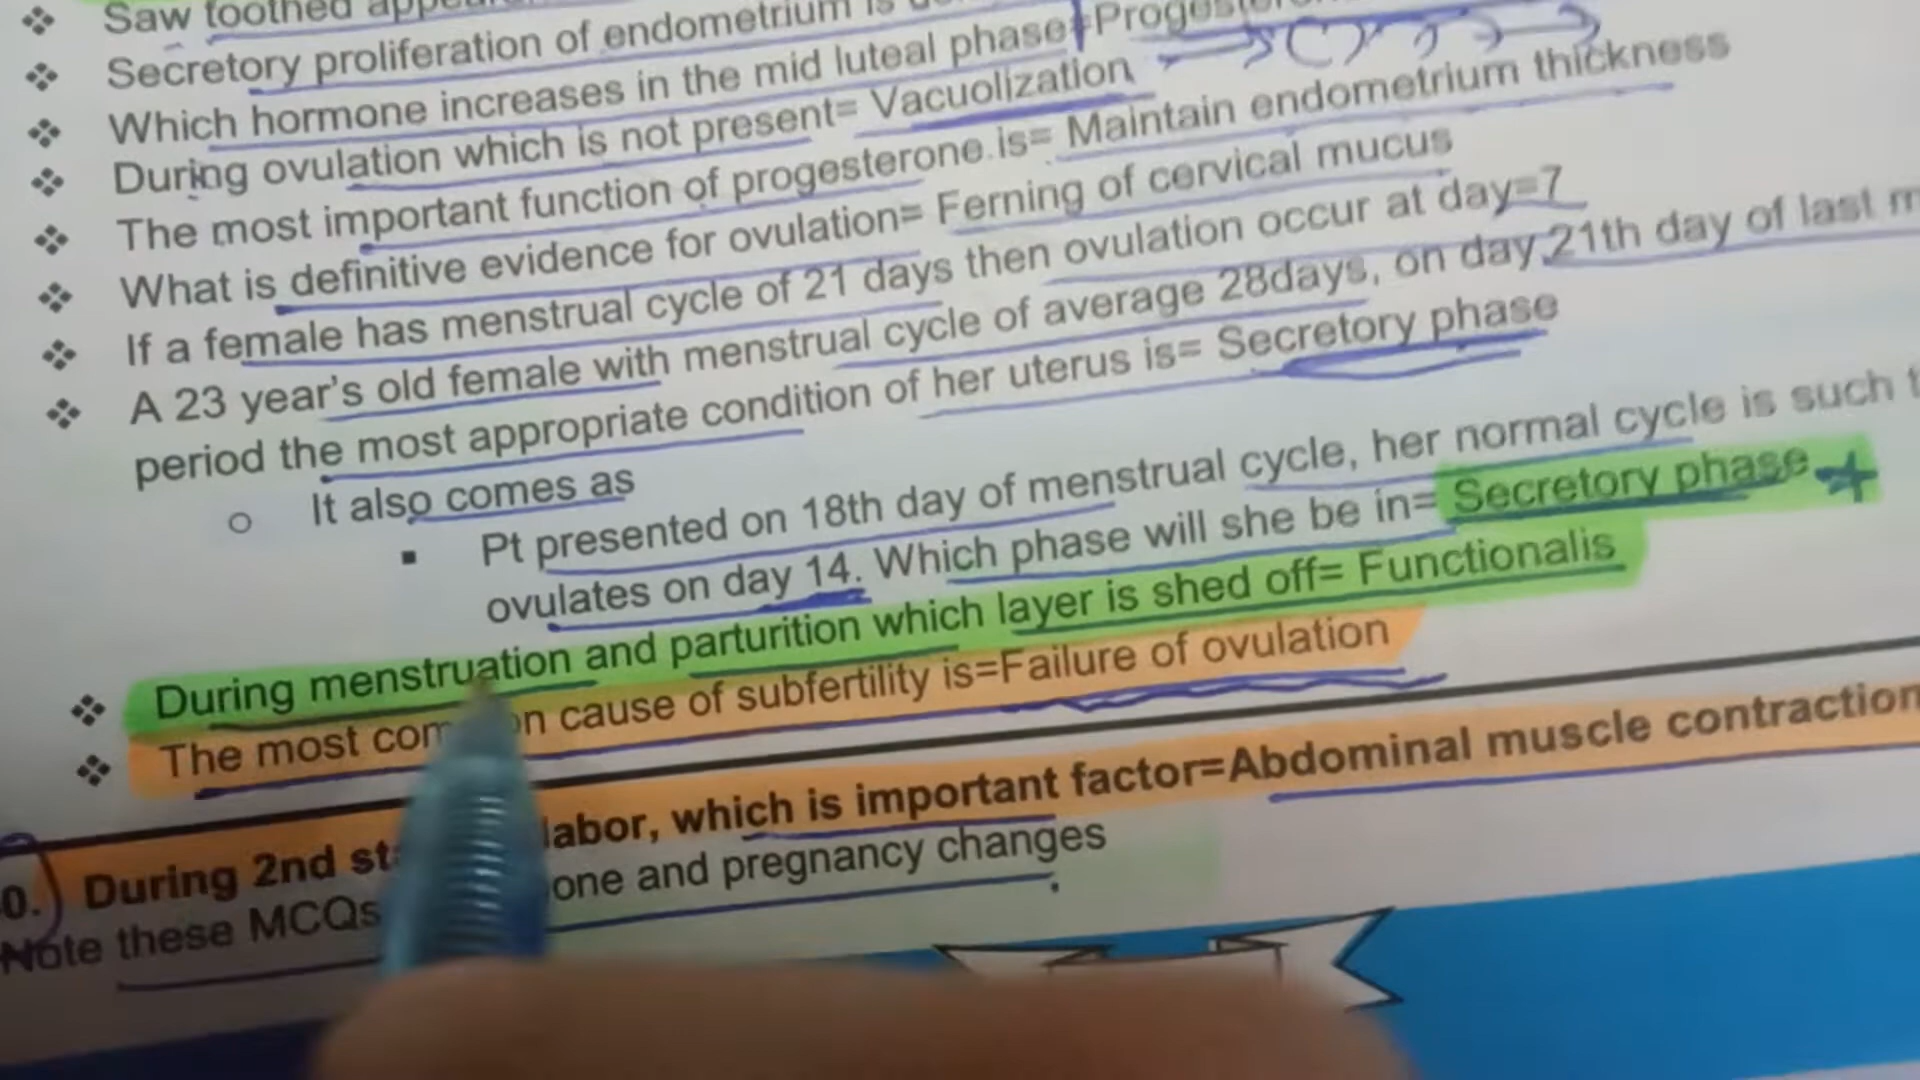 ❖ Saw toothed
❖ Secretory proliferation of endometrium is
❖ Which hormone increases in the mid luteal phase=Progesterone
❖ During ovulation which is not present= Vacuolization
❖ The most important function of progesterone.is= Maintain endometrium thickness
❖ What is definitive evidence for ovulation= Ferning of cervical mucus
❖ If a female has menstrual cycle of 21 days then ovulation occur at day=7
❖ A 23 year's old female with menstrual cycle of average 28days, on day 21th day of last
period the most appropriate condition of her uterus is= Secretory phase
o It also comes as
▪ Pt presented on 18th day of menstrual cycle, her normal cycle is such
ovulates on day 14. Which phase will she be in= Secretory phase
❖ During menstruation and parturition which layer is shed off= Functionalis
❖ The most common cause of subfertility is=Failure of ovulation
0. During 2nd labor, which is important factor=Abdominal muscle contraction
Note these MCQs and pregnancy changes